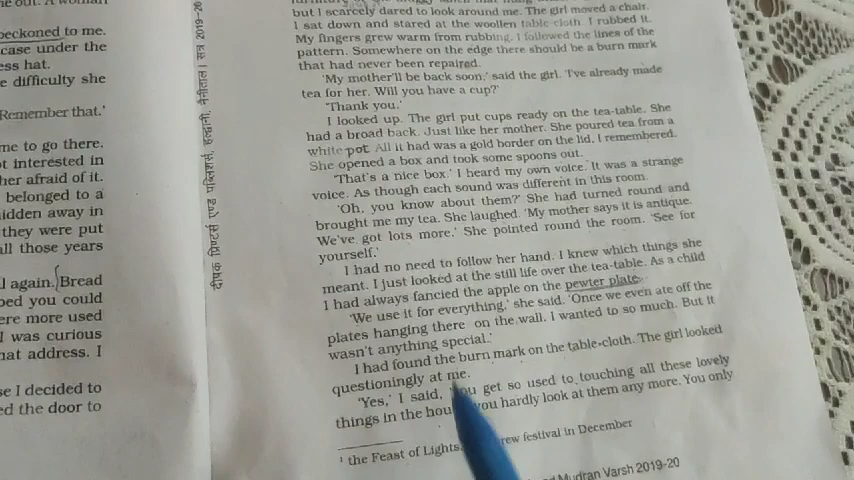 beckoned to me.
case under the
ess hat.
e difficulty she
Remember that.'
me to go there.
ot interested in
her afraid of it.
belonged to a
idden away in
they were put
all those years
l again. Bread
bed you could
ere more used
I was curious
hat address. I
se I decided to
ed the door to
दीपक प्रिण्टर्स एण्ड पब्लिशर्स, हल्द्वानी, नैनीताल। सत्र 2019-20
but I scarcely dared to look around me. The girl moved a chair.
I sat down and stared at the woollen table-cloth. I rubbed it.
My fingers grew warm from rubbing. I followed the lines of the
pattern. Somewhere on the edge there should be a burn mark
that had never been repaired.
'My mother'll be back soon,' said the girl. 'I've already made
tea for her. Will you have a cup?'
'Thank you.'
I looked up. The girl put cups ready on the tea-table. She
had a broad back. Just like her mother. She poured tea from a
white pot. All it had was a gold border on the lid, I remembered.
She opened a box and took some spoons out.
'That's a nice box.' I heard my own voice. It was a strange
voice. As though each sound was different in this room.
'Oh, you know about them?' She had turned round and
brought me my tea. She laughed. 'My mother says it is antique.
We've got lots more.' She pointed round the room. 'See for
yourself.'
I had no need to follow her hand. I knew which things she
meant. I just looked at the still life over the tea-table. As a child
I had always fancied the apple on the pewter plate.
'We use it for everything,' she said. 'Once we even ate off the
plates hanging there on the wall. I wanted to so much. But it
wasn't anything special.'
I had found the burn mark on the table-cloth. The girl looked
questioningly at me.
'Yes,' I said, you get so used to touching all these lovely
things in the you hardly look at them any more. You only
¹ the Feast of Lights, festival in December
Mudran Varsh 2019-20